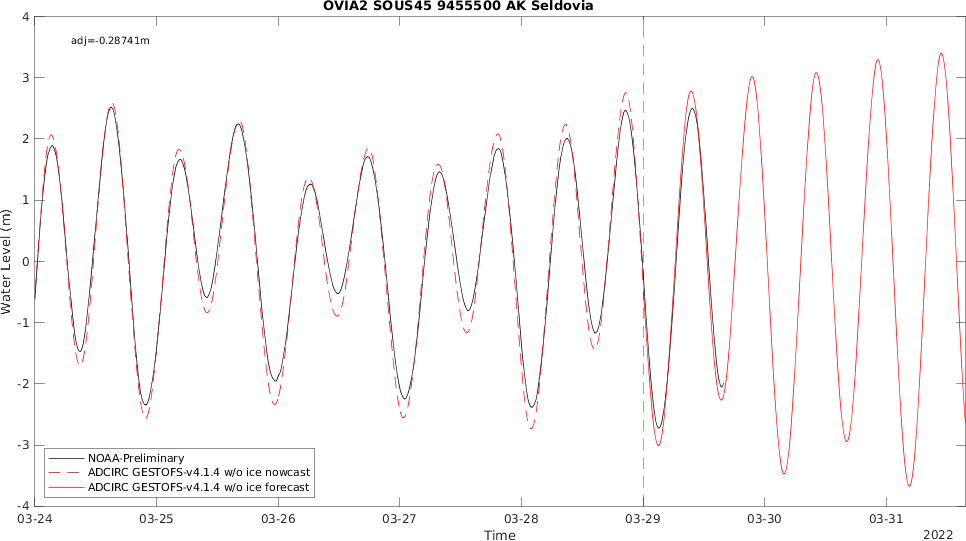 OVIA2 SOUS45 9455500 AK Seldovia
adj=-0.28741m
4
3
2
1
0
-1
-2
-3
-4
Water Level (m)
NOAA-Preliminary
ADCIRC GESTOFS-v4.1.4 w/o ice nowcast
ADCIRC GESTOFS-v4.1.4 w/o ice forecast
03-24 03-25 03-26 03-27 03-28 03-29 03-30 03-31
Time
2022